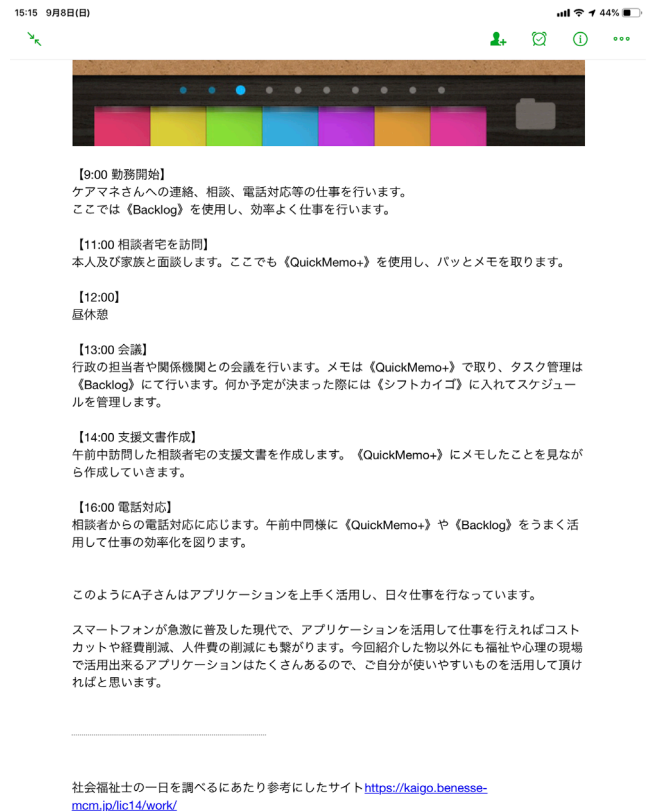 15:15 9月8日(日)
44%
【9:00 勤務開始】
ケアマネさんへの連絡、相談、電話対応等の仕事を行います。
ここでは《Backlog》を使用し、効率よく仕事を行います。
【11:00 相談者宅を訪問】
本人及び家族と面談します。ここでも《QuickMemo+》を使用し、パッとメモを取ります。
【12:00】
昼休憩
【13:00 会議】
行政の担当者や関係機関との会議を行います。メモは《QuickMemo+》で取り、タスク管理は
《Backlog》にて行います。何か予定が決まった際には《シフトカイゴ》に入れてスケジュー
ルを管理します。
【14:00 支援文書作成】
午前中訪問した相談者宅の支援文書を作成します。《QuickMemo+》にメモしたことを見なが
ら作成していきます。
【16:00 電話対応】
相談者からの電話対応に応じます。午前中同様に《QuickMemo+》や《Backlog》をうまく活
用して仕事の効率化を図ります。
このようにA子さんはアプリケーションを上手く活用し、日々仕事を行なっています。
スマートフォンが急激に普及した現代で、アプリケーションを活用して仕事を行えればコスト
カットや経費削減、人件費の削減にも繋がります。今回紹介した物以外にも福祉や心理の現場
で活用出来るアプリケーションはたくさんあるので、ご自分が使いやすいものを活用して頂け
ればと思います。
社会福祉士の一日を調べるにあたり参考にしたサイトhttps://kaigo.benesse-
mcm.jp/lic14/work/